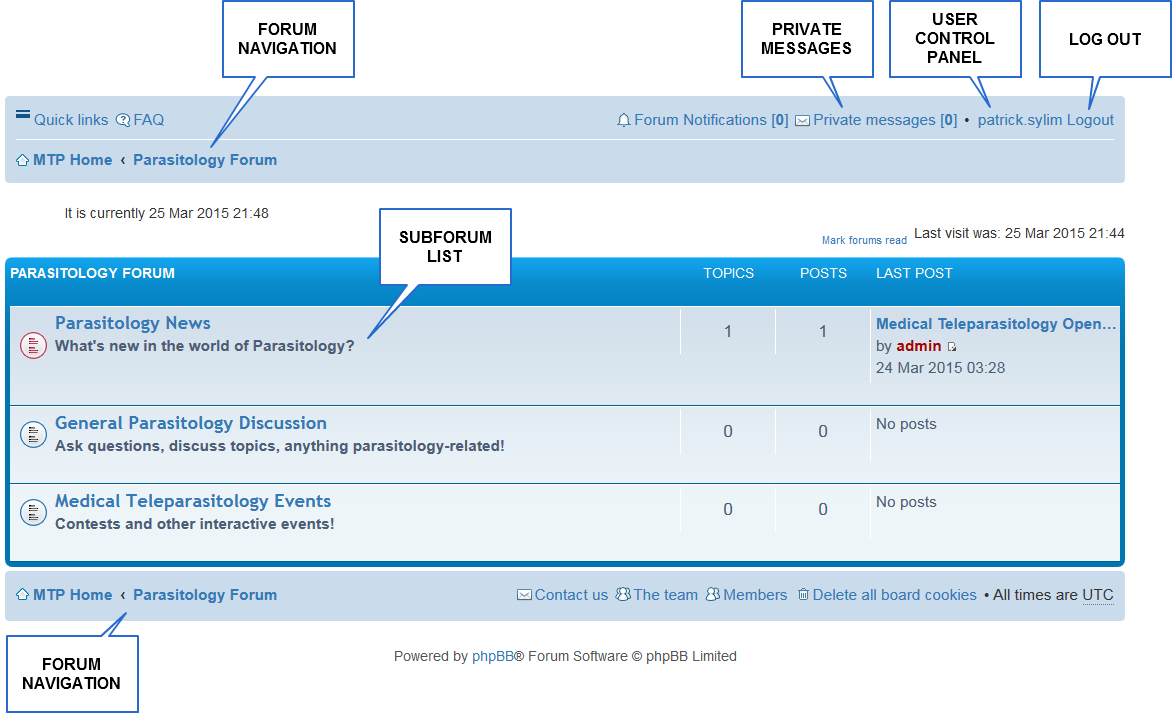 FORUM
NAVIGATION
PRIVATE
MESSAGES
USER
CONTROL
PANEL
LOG OUT
Quick links FAQ
Forum Notifications [0] Private messages [0] • patrick.sylim Logout
MTP Home ‹ Parasitology Forum
It is currently 25 Mar 2015 21:48
SUBFORUM
LIST
Mark forums read Last visit was: 25 Mar 2015 21:44
PARASITOLOGY FORUM TOPICS POSTS LAST POST
Parasitology News 1 1 Medical Teleparasitology Open…
What's new in the world of Parasitology? by admin
24 Mar 2015 03:28
General Parasitology Discussion 0 0 No posts
Ask questions, discuss topics, anything parasitology-related!
Medical Teleparasitology Events 0 0 No posts
Contests and other interactive events!
MTP Home ‹ Parasitology Forum Contact us The team Members Delete all board cookies • All times are UTC
FORUM
NAVIGATION
Powered by phpBB® Forum Software © phpBB Limited